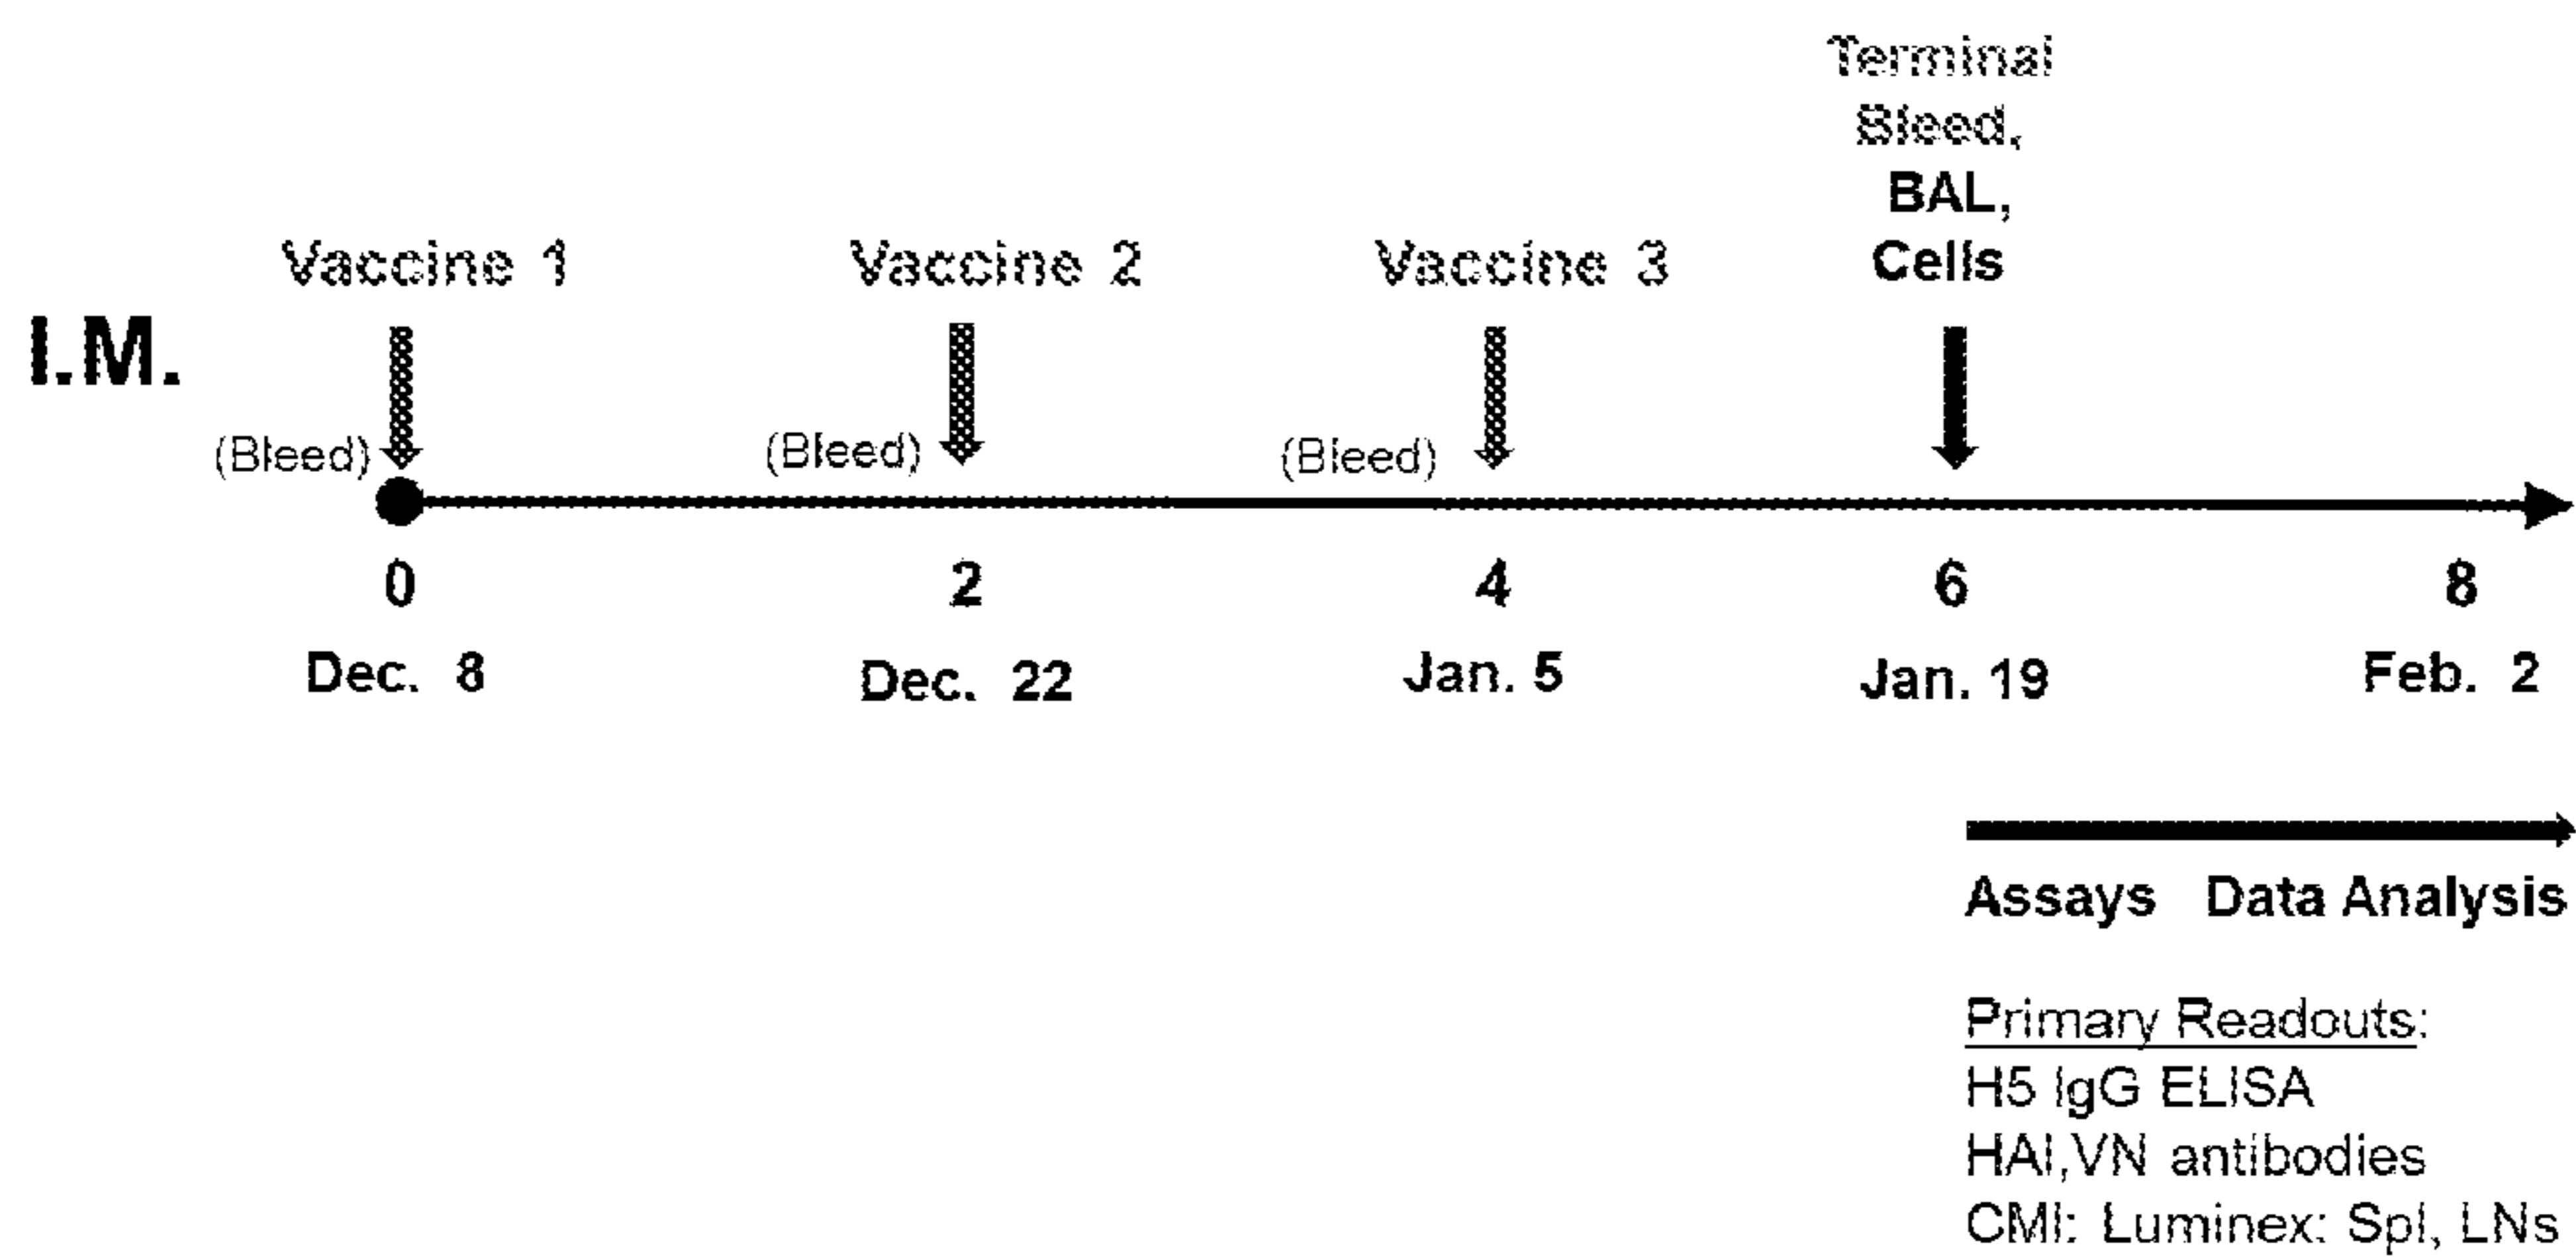 Terminal
Bleed,
BAL,
Cells
Vaccine 1 Vaccine 2 Vaccine 3
I.M.
(Bleed) (Bleed) (Bleed)
0 2 4 6 8
Dec. 8 Dec. 22 Jan. 5 Jan. 19 Feb. 2
Assays Data Analysis
Primary Readouts:
H5 IgG ELISA
HAI,VN antibodies
CMI: Luminex: Spl, LNs